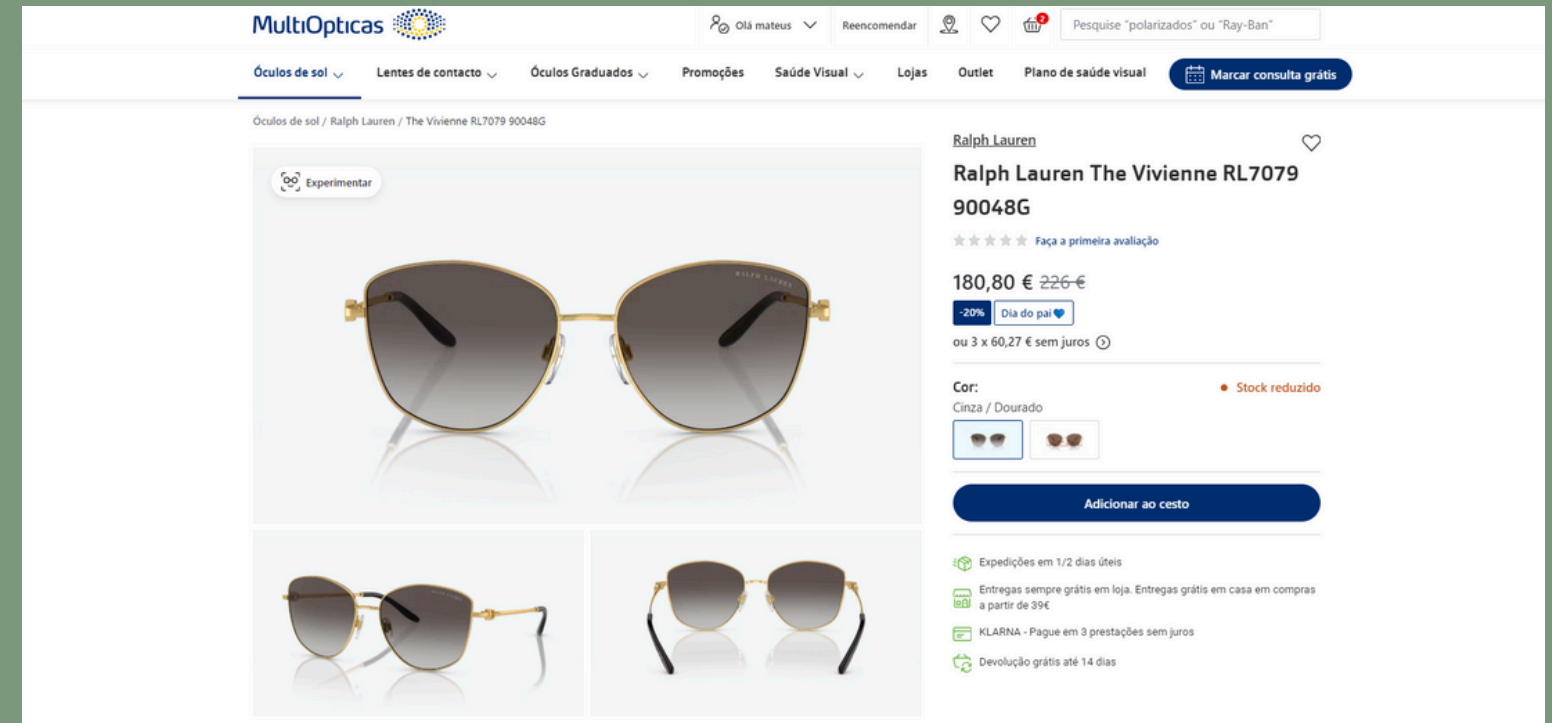 MultiOpticas
Olá mateus
Reencomendar
2
Pesquise "polarizados" ou "Ray-Ban"
Óculos de sol
Lentes de contacto
Óculos Graduados
Promoções
Saúde Visual
Lojas
Outlet
Plano de saúde visual
Marcar consulta grátis
Óculos de sol / Ralph Lauren / The Vivienne RL7079 90048G
Experimentar
RALPH LAUREN
Ralph Lauren
Ralph Lauren The Vivienne RL7079
90048G
Faça a primeira avaliação
180,80 € 226 €
-20% Dia do pai
ou 3 x 60,27 € sem juros
Cor:
Stock reduzido
Cinza / Dourado
Adicionar ao cesto
Expedições em 1/2 dias úteis
Entregas sempre grátis em loja. Entregas grátis em casa em compras
a partir de 39€
KLARNA - Pague em 3 prestações sem juros
Devolução grátis até 14 dias